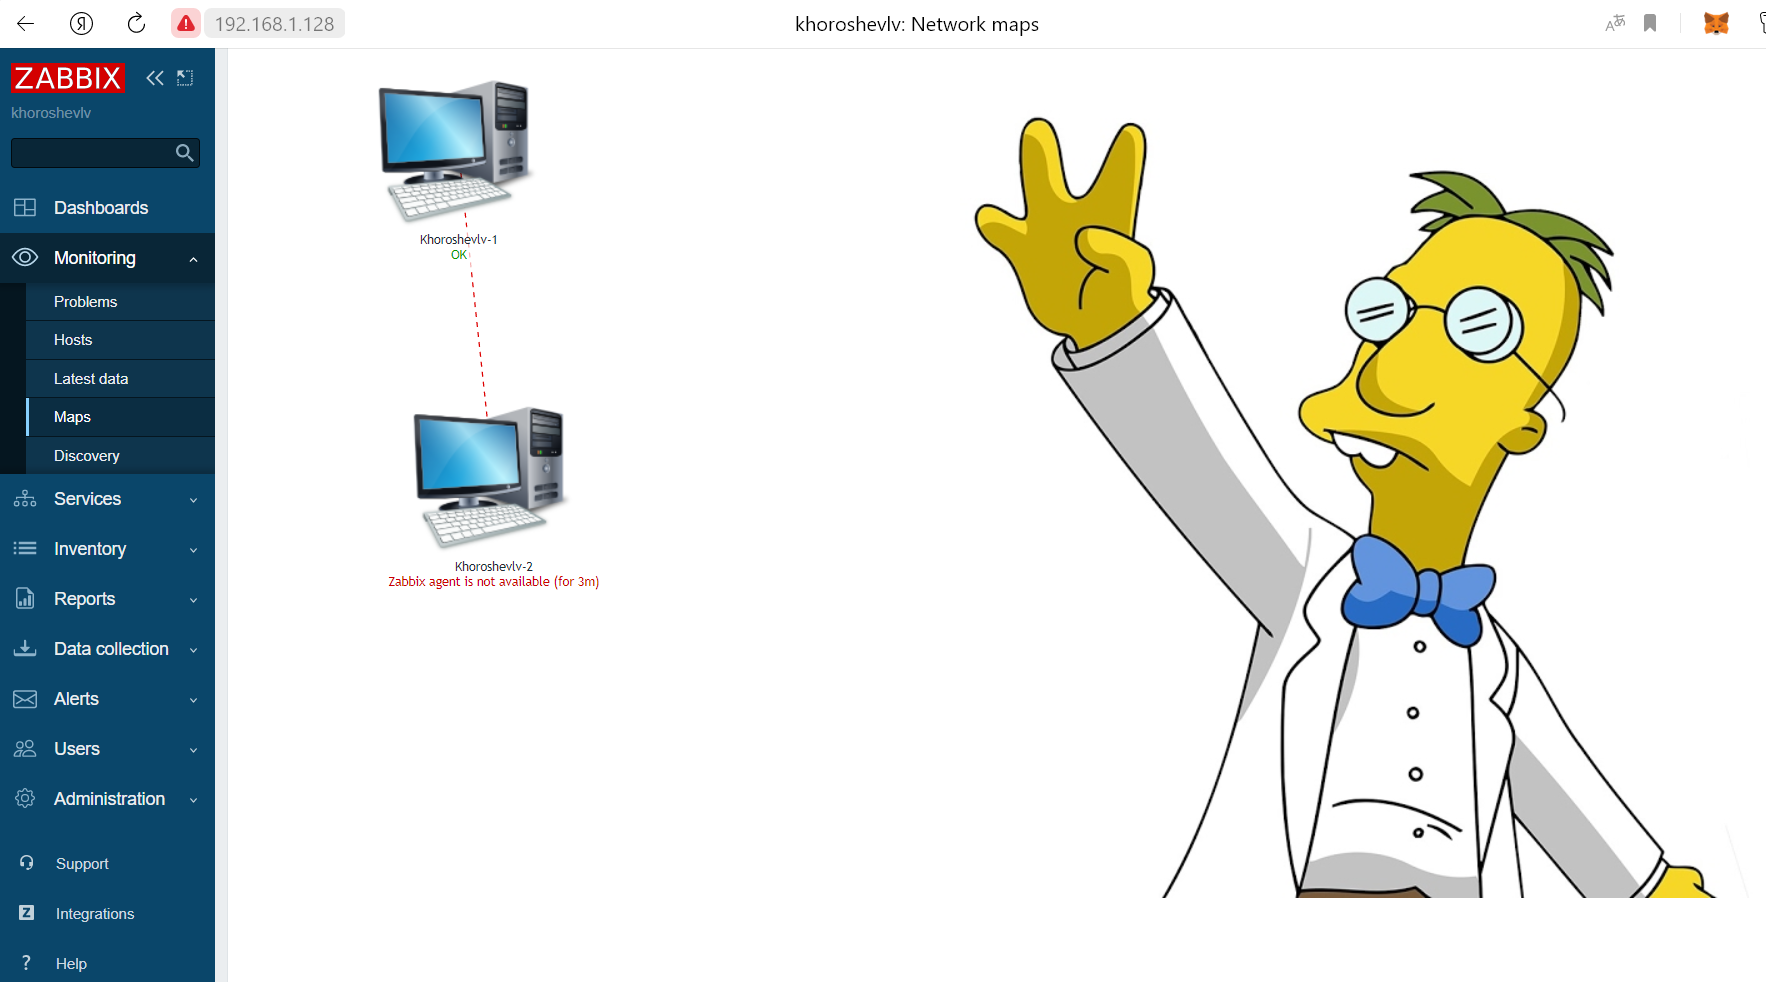 Я
192.168.1.128
khoroshevlv: Network maps
ZABBIX
khoroshevlv
Dashboards
Monitoring
Problems
Hosts
Latest data
Maps
Discovery
Services
Inventory
Reports
Data collection
Alerts
Users
Administration
Support
Z Integrations
? Help
Khoroshevlv-1
OK
Khoroshevlv-2
Zabbix agent is not available (for 3m)